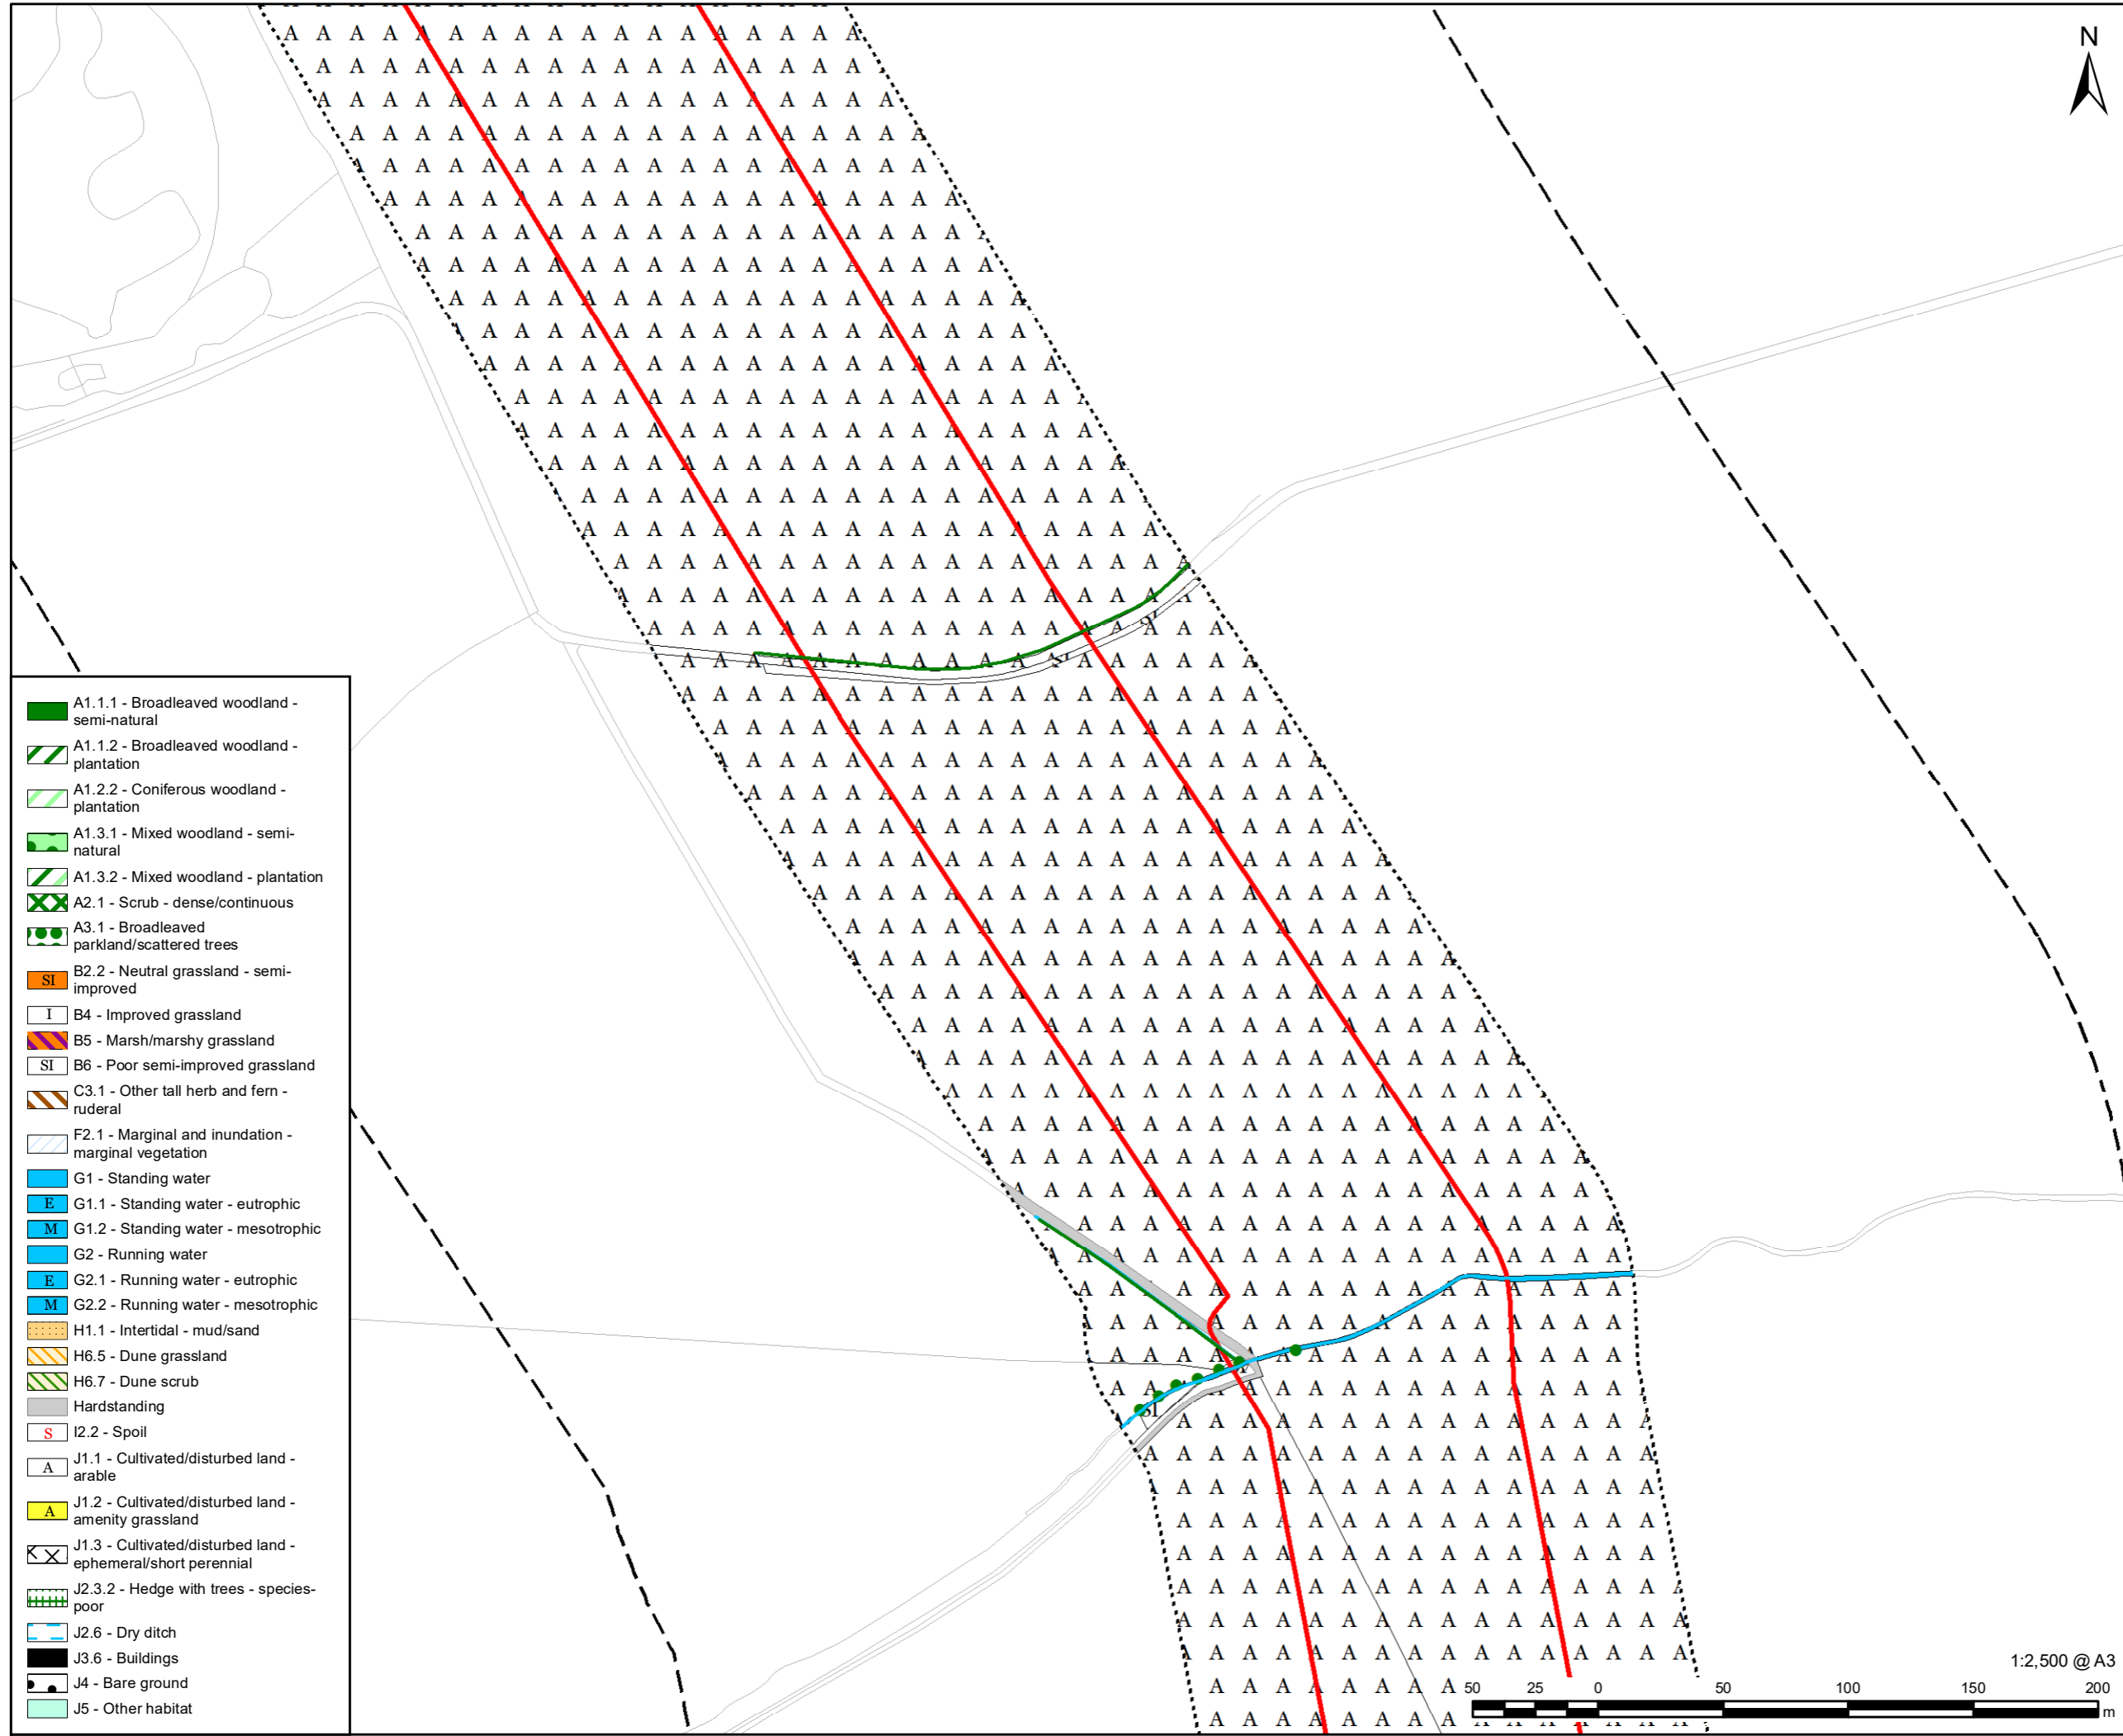 N
A1.1.1 - Broadleaved woodland -
semi-natural
A1.1.2 - Broadleaved woodland -
plantation
A1.2.2 - Coniferous woodland -
plantation
A1.3.1 - Mixed woodland - semi-
natural
A1.3.2 - Mixed woodland - plantation
A2.1 - Scrub - dense/continuous
A3.1 - Broadleaved
parkland/scattered trees
SI B2.2 - Neutral grassland - semi-
improved
I B4 - Improved grassland
B5 - Marsh/marshy grassland
SI B6 - Poor semi-improved grassland
C3.1 - Other tall herb and fern -
ruderal
F2.1 - Marginal and inundation -
marginal vegetation
G1 - Standing water
E G1.1 - Standing water - eutrophic
M G1.2 - Standing water - mesotrophic
G2 - Running water
E G2.1 - Running water - eutrophic
M G2.2 - Running water - mesotrophic
H1.1 - Intertidal - mud/sand
H6.5 - Dune grassland
H6.7 - Dune scrub
Hardstanding
S I2.2 - Spoil
A J1.1 - Cultivated/disturbed land -
arable
A J1.2 - Cultivated/disturbed land -
amenity grassland
J1.3 - Cultivated/disturbed land -
ephemeral/short perennial
J2.3.2 - Hedge with trees - species-
poor
J2.6 - Dry ditch
J3.6 - Buildings
J4 - Bare ground
J5 - Other habitat
SI
SI
SI
1:2,500 @ A3
50 25 0 50 100 150 200
m